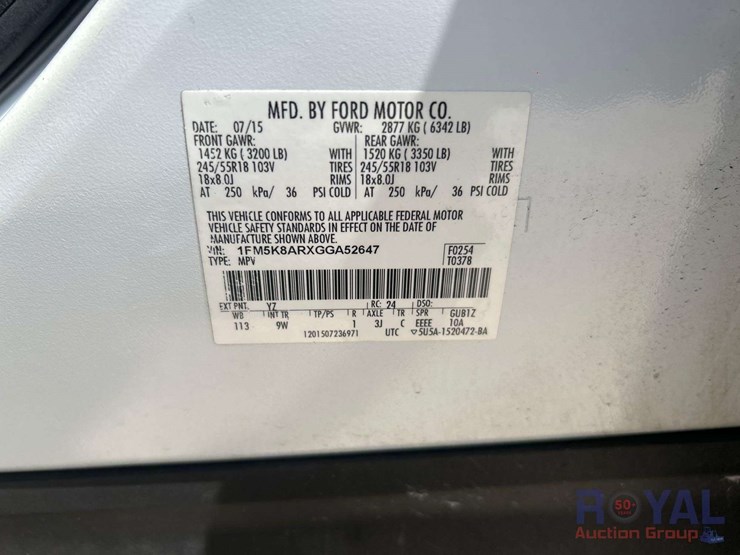 MFD. BY FORD MOTOR CO.
DATE: 07/15 GVWR: 2877 KG ( 6342 LB)
FRONT GAWR: REAR GAWR:
1452 KG ( 3200 LB) WITH 1520 KG ( 3350 LB) WITH
245/55R18 103V TIRES 245/55R18 103V TIRES
18x8.0J RIMS 18x8.0J RIMS
AT 250 kPa/ 36 PSI COLD AT 250 kPa/ 36 PSI COLD
THIS VEHICLE CONFORMS TO ALL APPLICABLE FEDERAL MOTOR
VEHICLE SAFETY STANDARDS IN EFFECT ON THE DATE OF
MANUFACTURE SHOWN ABOVE.
VIN: 1FM5K8ARXGGA52647 F0254
TYPE: MPV T0378
EXT PNT: YZ RC: 24 DSO:
WB INT TR TP/PS R AXLE TR SPR GUB1Z
113 9W 1 3J C EEEE 10A
1201507236971 UTC ▽5U5A-1520472-BA
50+ YEARS
ROYAL
Auction Group